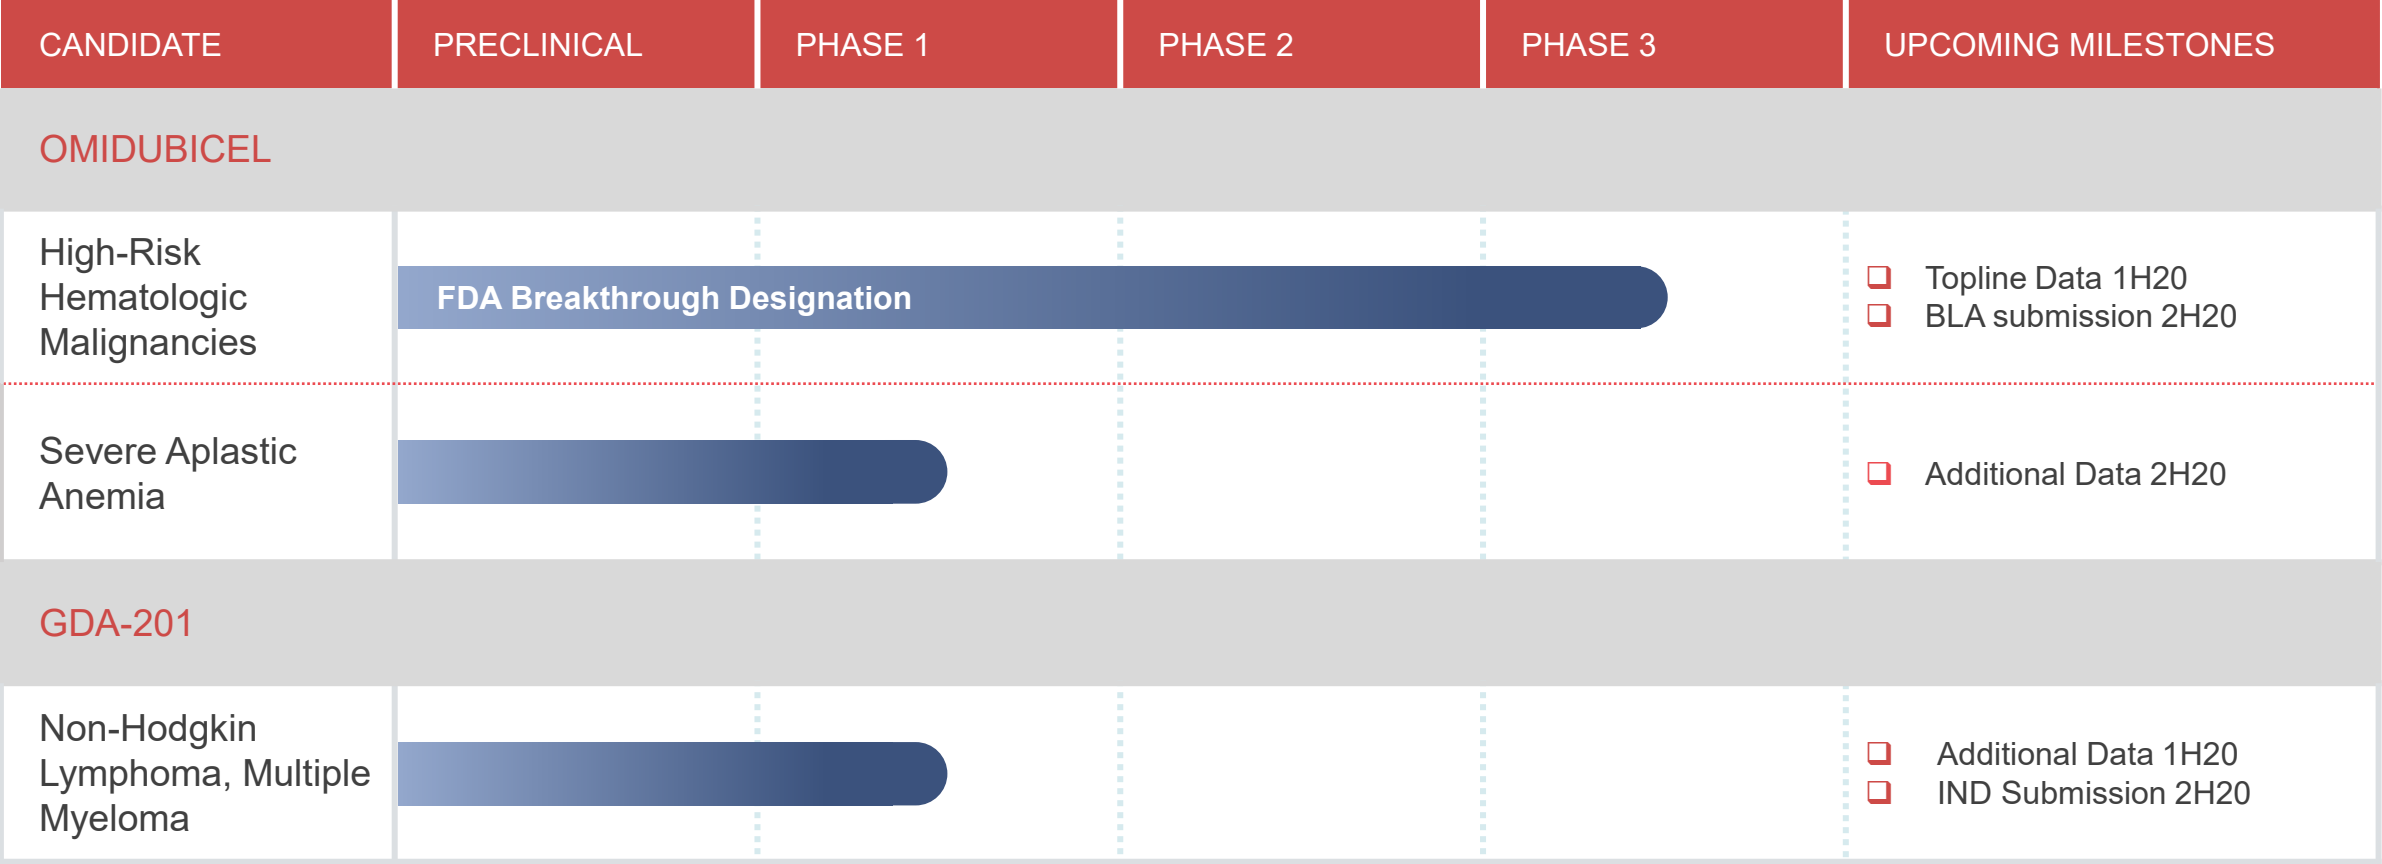 CANDIDATE
PRECLINICAL
PHASE 1
PHASE 2
PHASE 3
UPCOMING MILESTONES
OMIDUBICEL
High-Risk
Hematologic
Malignancies
FDA Breakthrough Designation
Topline Data 1H20
BLA submission 2H20
Severe Aplastic
Anemia
Additional Data 2H20
GDA-201
Non-Hodgkin
Lymphoma, Multiple
Myeloma
Additional Data 1H20
IND Submission 2H20